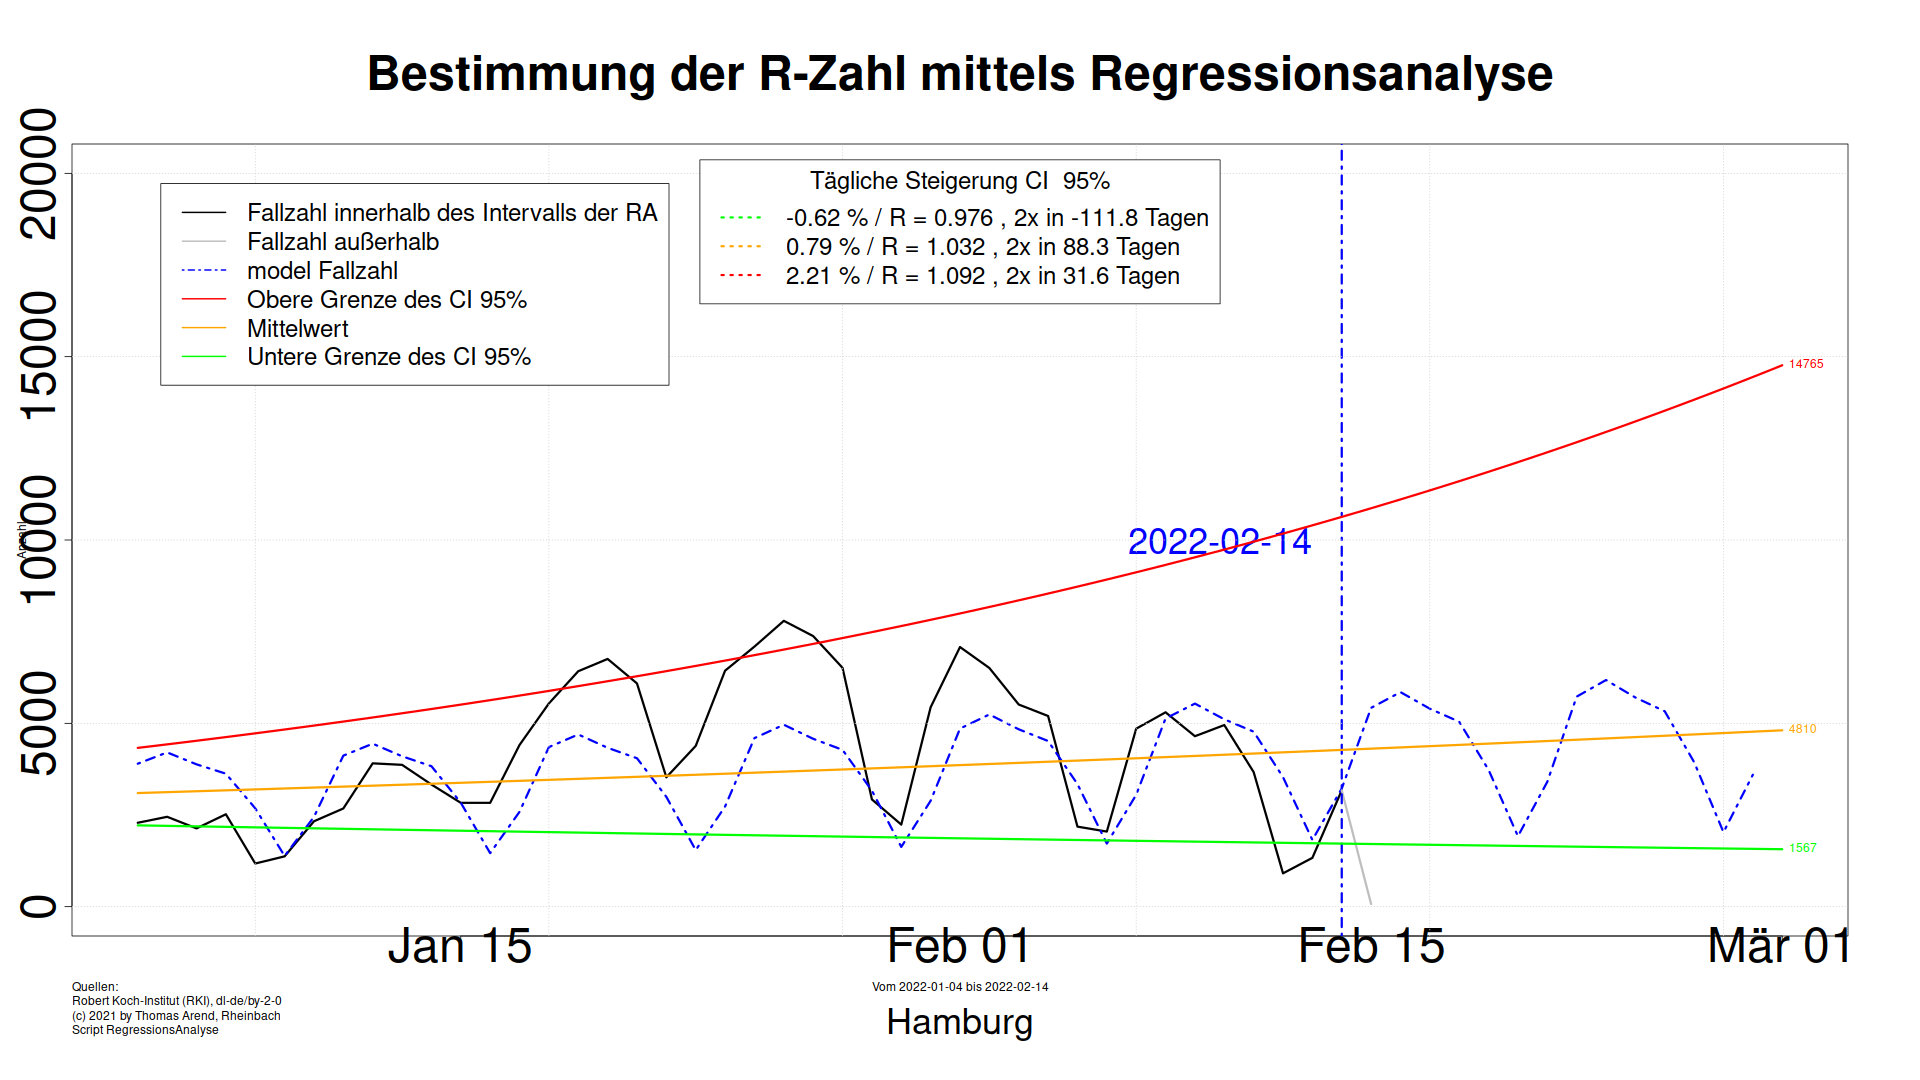 Bestimmung der R-Zahl mittels Regressionsanalyse
20000
15000
10000
5000
0
Anzahl
Fallzahl innerhalb des Intervalls der RA
Fallzahl außerhalb
model Fallzahl
Obere Grenze des CI 95%
Mittelwert
Untere Grenze des CI 95%
Tägliche Steigerung CI  95%
-0.62 % / R = 0.976 , 2x in -111.8 Tagen
0.79 % / R = 1.032 , 2x in 88.3 Tagen
2.21 % / R = 1.092 , 2x in 31.6 Tagen
14765
2022-02-14
4810
1567
Jan 15
Feb 01
Feb 15
Mär 01
Quellen:
Robert Koch-Institut (RKI), dl-de/by-2-0
(c) 2021 by Thomas Arend, Rheinbach
Script RegressionsAnalyse
Vom 2022-01-04 bis 2022-02-14
Hamburg